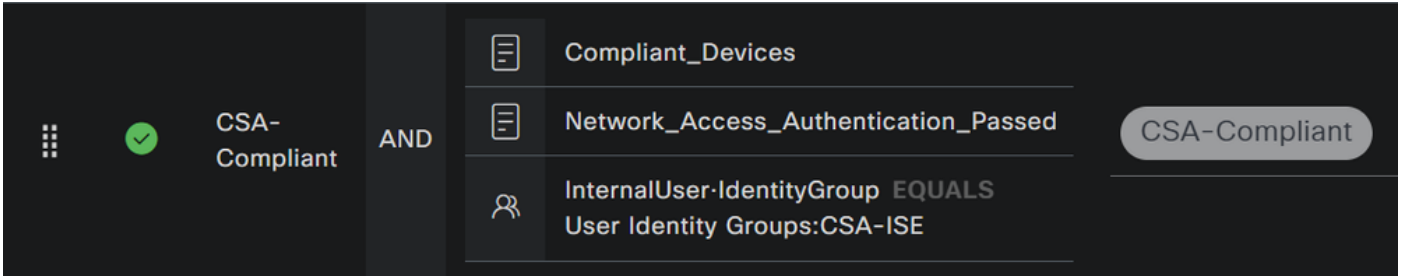 CSA-
Compliant
AND
Compliant_Devices
Network_Access_Authentication_Passed
InternalUser·IdentityGroup EQUALS
User Identity Groups:CSA-ISE
CSA-Compliant